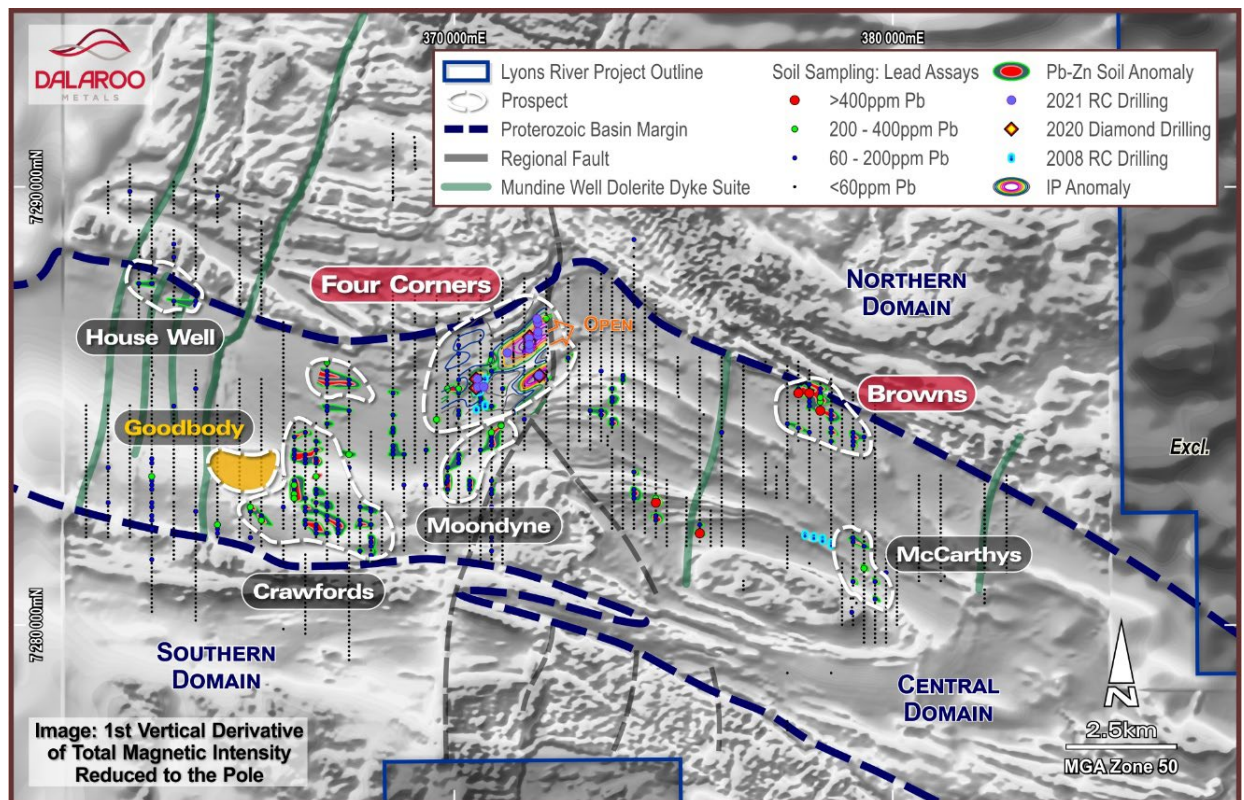 DALAROO
METALS
370 000mE
380 000mE
Lyons River Project Outline
Prospect
Proterozoic Basin Margin
Regional Fault
Mundine Well Dolerite Dyke Suite
Soil Sampling: Lead Assays
>400ppm Pb
200 - 400ppm Pb
60 - 200ppm Pb
<60ppm Pb
Pb-Zn Soil Anomaly
2021 RC Drilling
2020 Diamond Drilling
2008 RC Drilling
IP Anomaly
7 290 000mN
Four Corners
NORTHERN
DOMAIN
House Well
OPEN
Browns
Goodbody
Excl.
Moondyne
McCarthys
Crawfords
7 280 000mN
SOUTHERN
DOMAIN
CENTRAL
DOMAIN
N
2.5km
MGA Zone 50
Image: 1st Vertical Derivative
of Total Magnetic Intensity
Reduced to the Pole